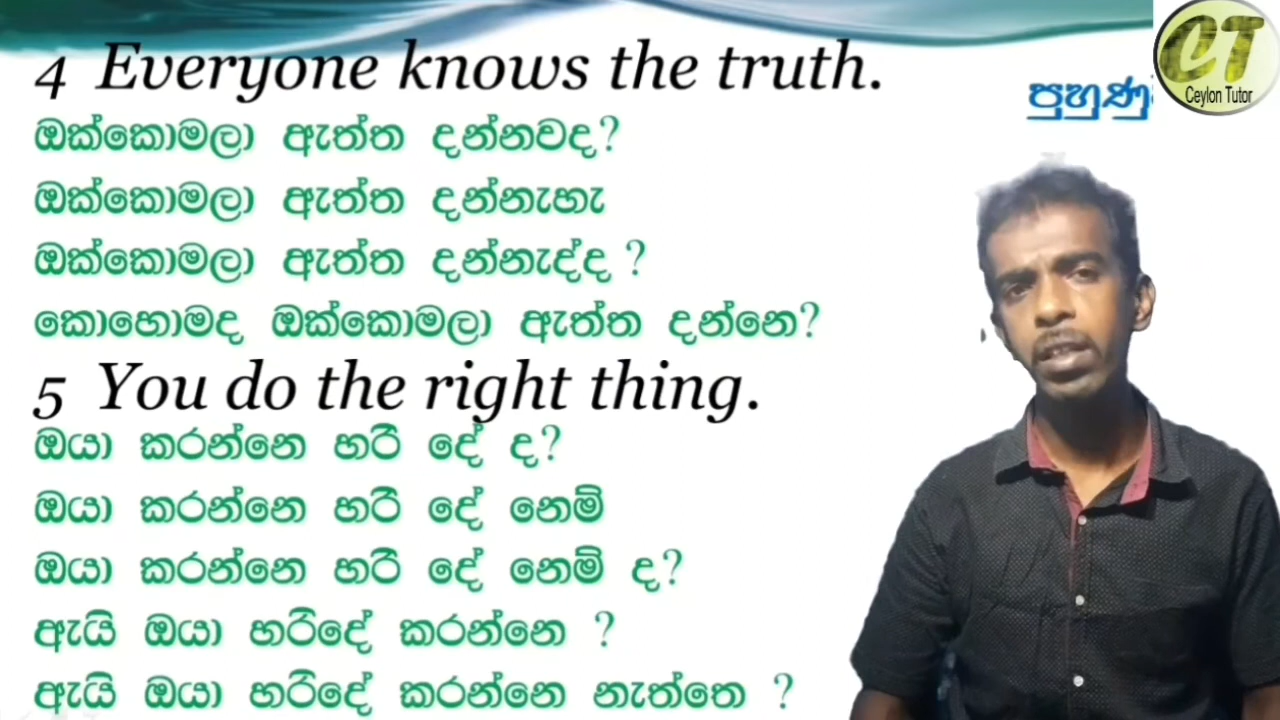 4 Everyone knows the truth.
ඔක්කොමලා ඇත්ත දන්නවද?
ඔක්කොමලා ඇත්ත දන්නැහැ
ඔක්කොමලා ඇත්ත දන්නැද්ද ?
කොහොමද ඔක්කොමලා ඇත්ත දන්නෙ?
5 You do the right thing.
ඔයා කරන්නෙ හරි දේ ද?
ඔයා කරන්නෙ හරි දේ නෙමි
ඔයා කරන්නෙ හරි දේ නෙමි ද?
ඇයි ඔයා හරිදේ කරන්නෙ ?
ඇයි ඔයා හරිදේ කරන්නෙ නැත්තෙ ?
CT
Ceylon Tutor